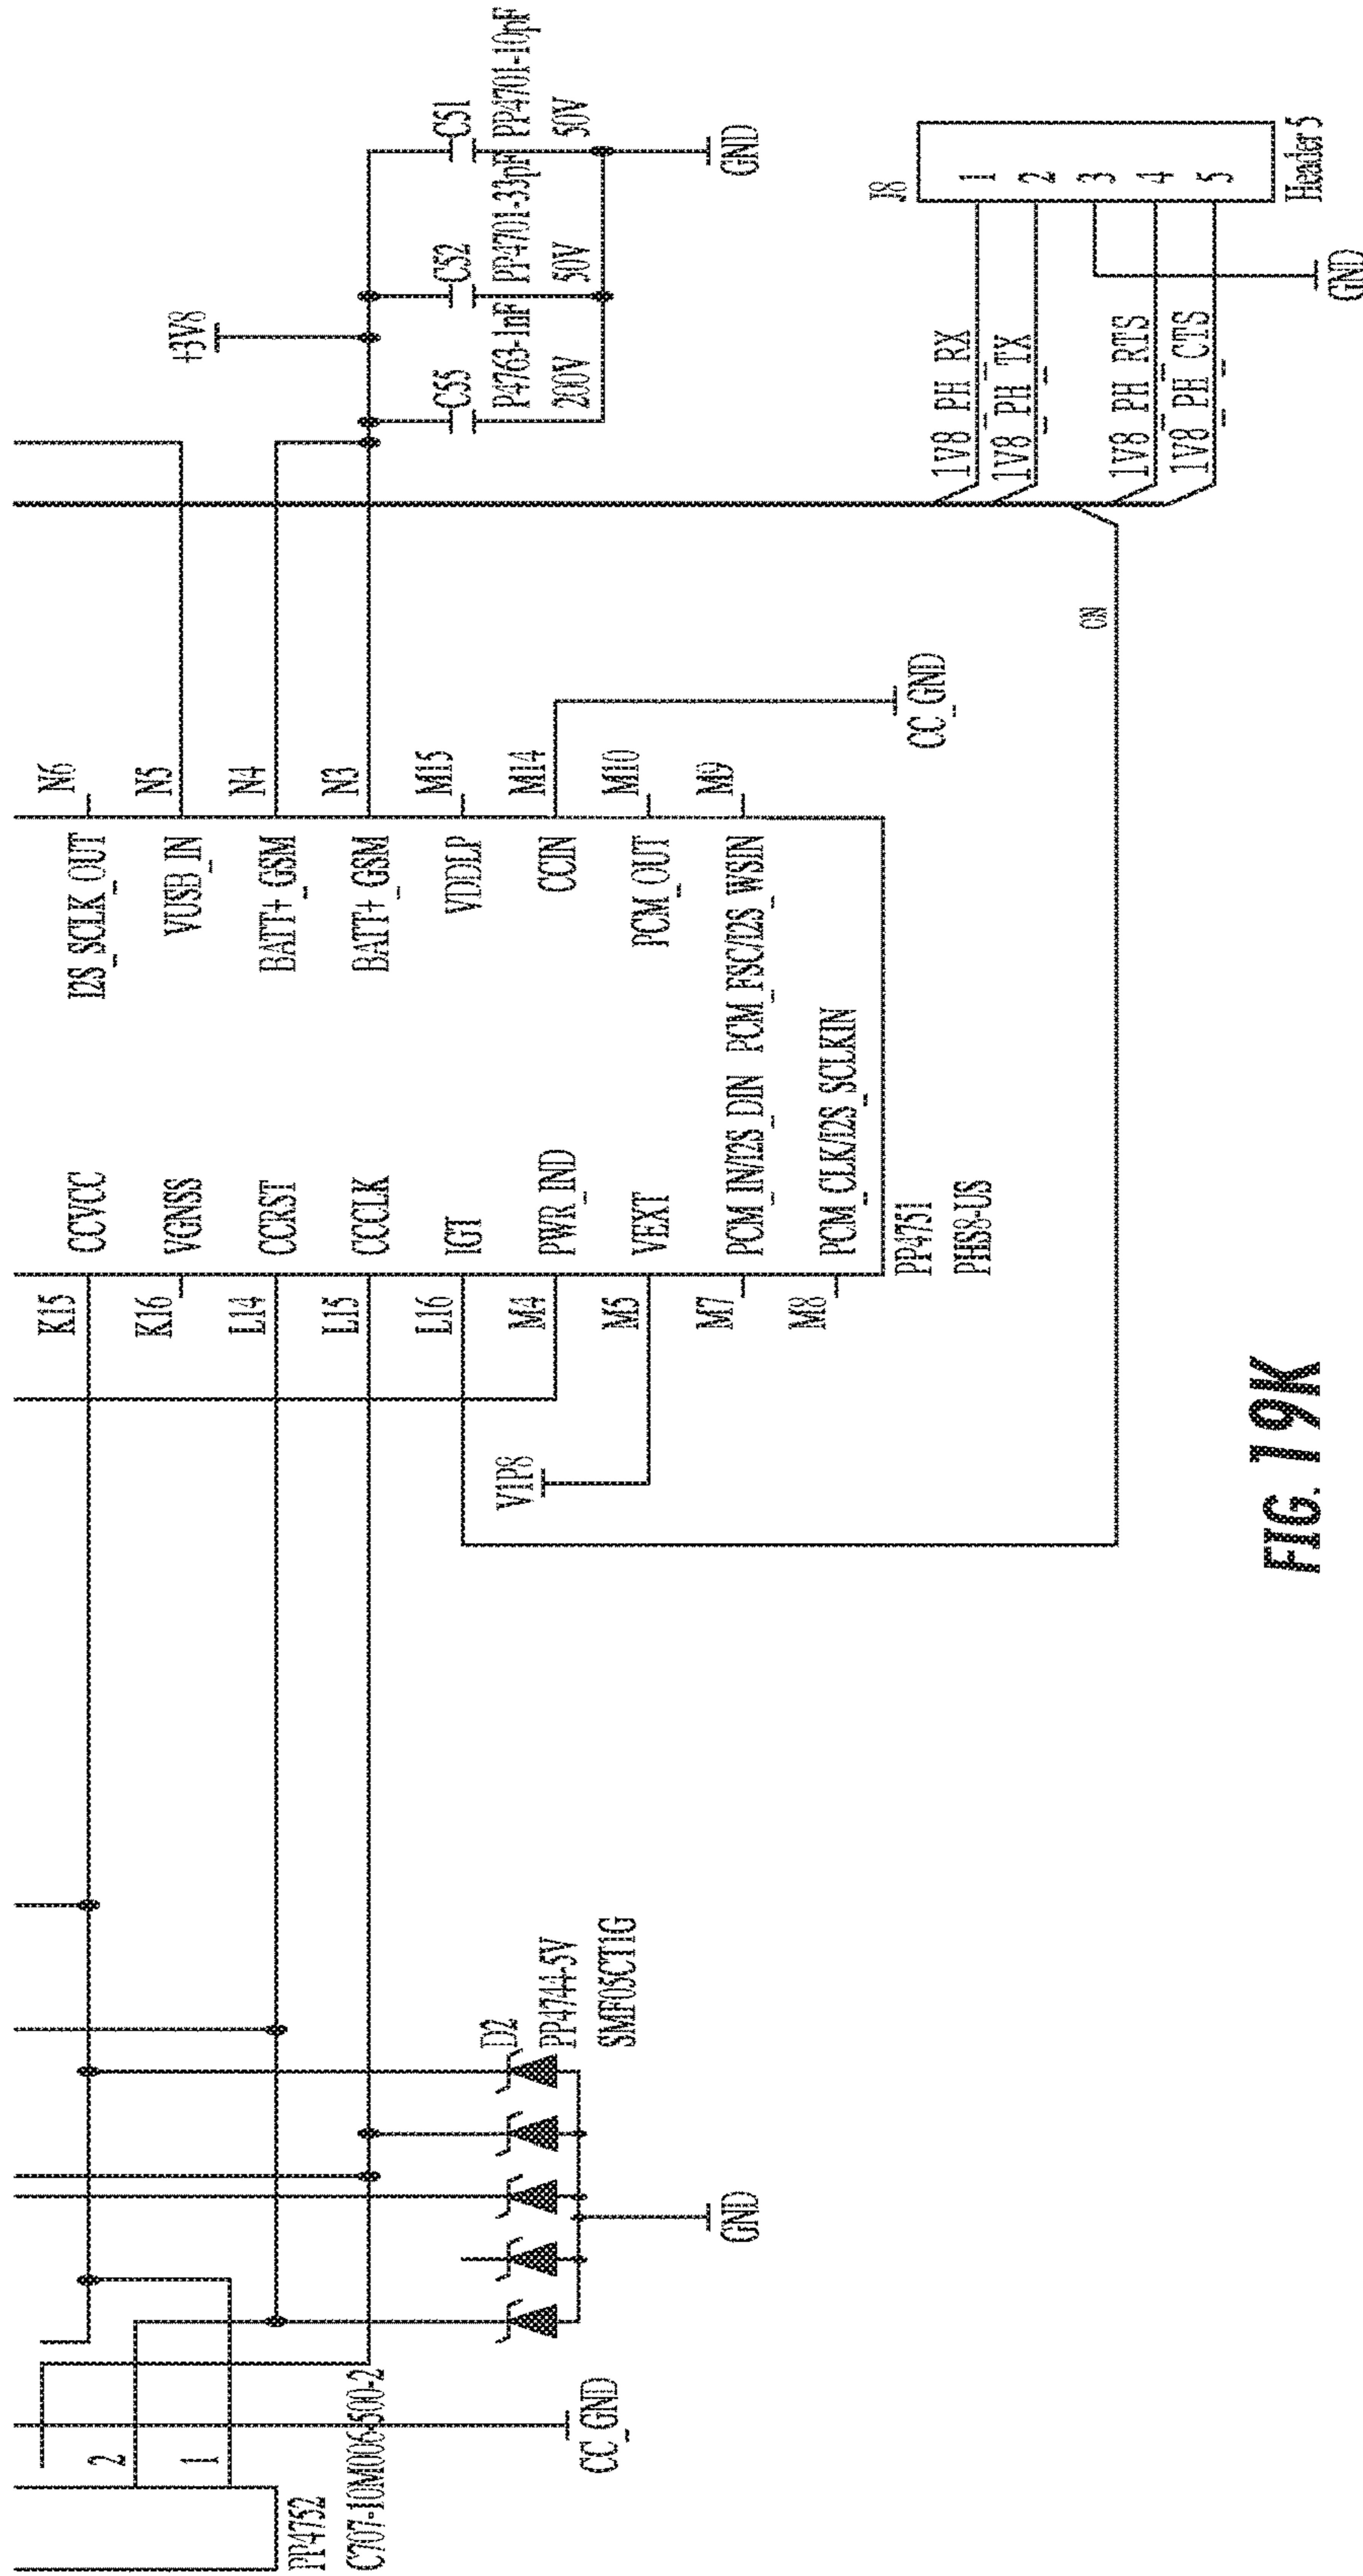 K15
CCVCC
I2S_SCLK_OUT
N6
K16
VGNSS
VUSB_IN
N5
+3V8
2
L14
CCRST
BATT+_GSM
N4
1
L15
CCCLK
BATT+_GSM
N3
PP4752
C707-10M006-500-2
L16
IGT
VDDLP
M15
C55
C52
C51
P4763-1nF
PP4701-33pF
PP4701-10pF
200V
50V
50V
D2
PP4744-5V
SMF05CT1G
V1P8
M4
PWR_IND
CCIN
M14
CC_GND
M5
VEXT
PCM_OUT
M10
GND
M7
PCM_IN/I2S_DIN
PCM_FSC/I2S_WSIN
M9
GND
M8
PCM_CLK/I2S_SCLKIN
PP4751
PHS8-US
CC_GND
J8
1V8_PH_RX
1
1V8_PH_TX
2
ON
3
1V8_PH_RTS
4
1V8_PH_CTS
5
Header 5
GND
FIG. 19K